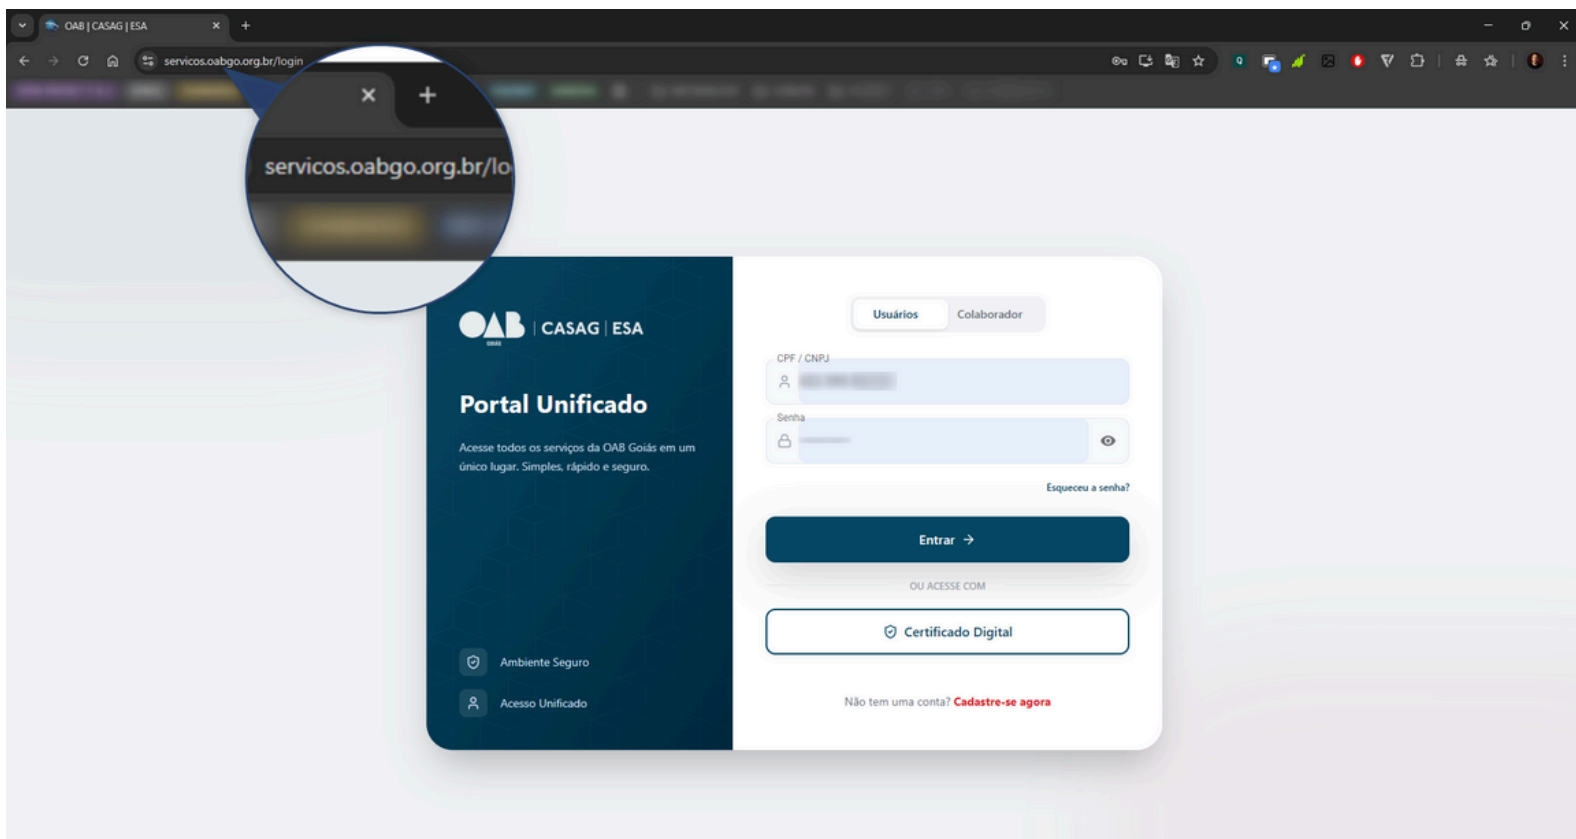 OAB | CASAG | ESA
servicos.oabgo.org.br/login
servicos.oabgo.org.br/lo
OAB | CASAG | ESA
GOIÁS
Portal Unificado
Acesse todos os serviços da OAB Goiás em um
único lugar. Simples, rápido e seguro.
Ambiente Seguro
Acesso Unificado
Usuários
Colaborador
CPF / CNPJ
Senha
Esqueceu a senha?
Entrar →
OU ACESSE COM
Certificado Digital
Não tem uma conta? Cadastre-se agora